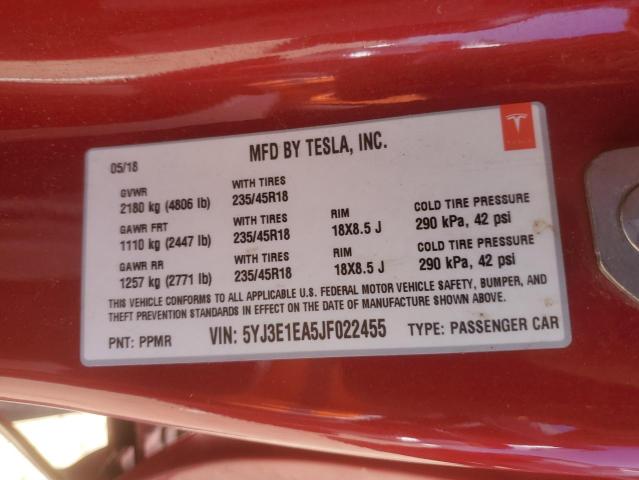 05/18
MFD BY TESLA, INC.
GVWR
2180 kg (4806 lb)
WITH TIRES
235/45R18
GAWR FRT
1110 kg (2447 lb)
WITH TIRES
235/45R18
RIM
18X8.5 J
COLD TIRE PRESSURE
290 kPa, 42 psi
GAWR RR
1257 kg (2771 lb)
WITH TIRES
235/45R18
RIM
18X8.5 J
COLD TIRE PRESSURE
290 kPa, 42 psi
THIS VEHICLE CONFORMS TO ALL APPLICABLE U.S. FEDERAL MOTOR VEHICLE SAFETY, BUMPER, AND
THEFT PREVENTION STANDARDS IN EFFECT ON THE DATE OF MANUFACTURE SHOWN ABOVE.
PNT: PPMR
VIN: 5YJ3E1EA5JF022455
TYPE: PASSENGER CAR